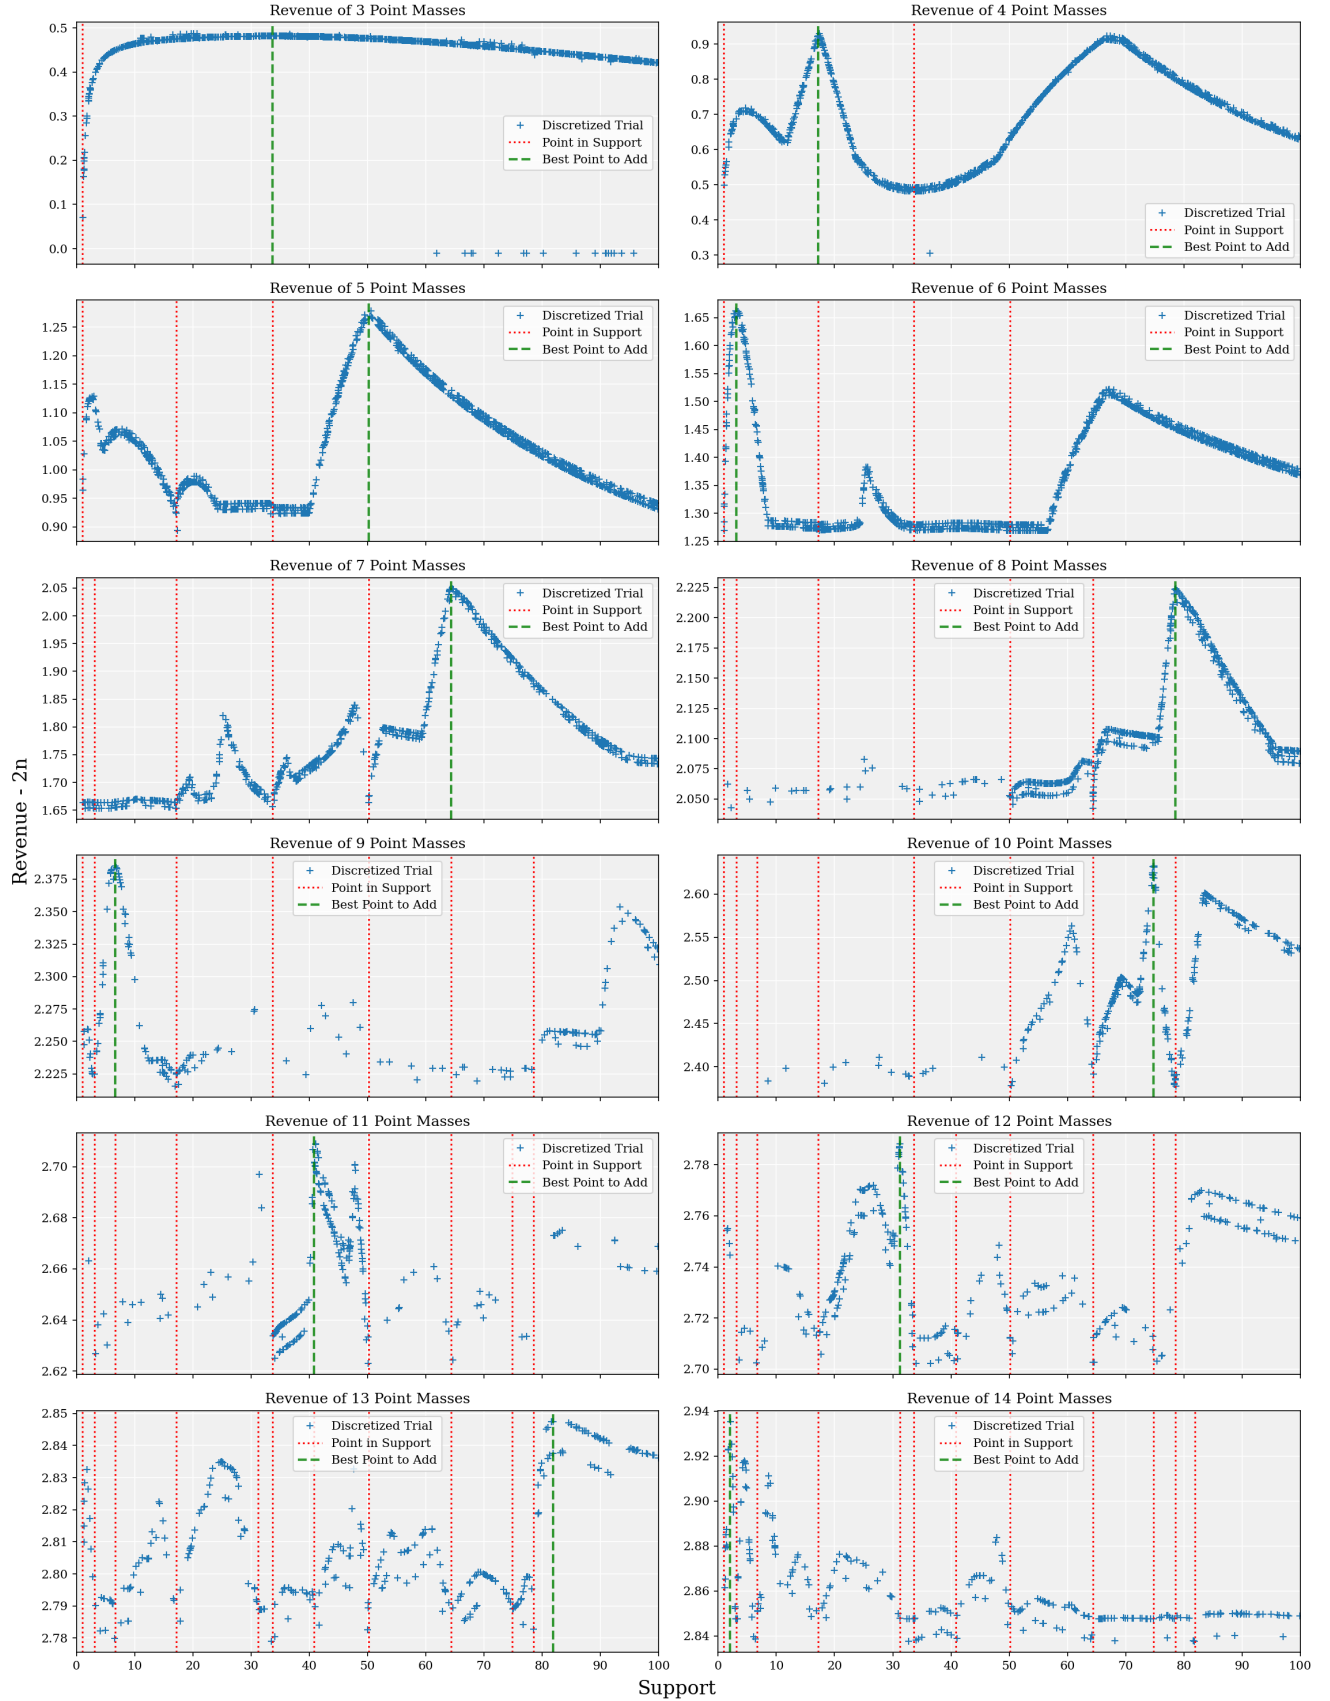 Revenue of 3 Point Masses
0.5
0.4
0.3
0.2
0.1
0.0
Discretized Trial
Point in Support
Best Point to Add
Revenue of 4 Point Masses
0.9
0.8
0.7
0.6
0.5
0.4
0.3
Discretized Trial
Point in Support
Best Point to Add
Revenue of 5 Point Masses
1.25
1.20
1.15
1.10
1.05
1.00
0.95
0.90
Discretized Trial
Point in Support
Best Point to Add
Revenue of 6 Point Masses
1.65
1.60
1.55
1.50
1.45
1.40
1.35
1.30
1.25
Discretized Trial
Point in Support
Best Point to Add
Revenue of 7 Point Masses
2.05
2.00
1.95
1.90
1.85
1.80
1.75
1.70
1.65
Discretized Trial
Point in Support
Best Point to Add
Revenue of 8 Point Masses
2.225
2.200
2.175
2.150
2.125
2.100
2.075
2.050
Discretized Trial
Point in Support
Best Point to Add
Revenue - 2n
Revenue of 9 Point Masses
2.375
2.350
2.325
2.300
2.275
2.250
2.225
Discretized Trial
Point in Support
Best Point to Add
Revenue of 10 Point Masses
2.60
2.55
2.50
2.45
2.40
Discretized Trial
Point in Support
Best Point to Add
Revenue of 11 Point Masses
2.70
2.68
2.66
2.64
2.62
Discretized Trial
Point in Support
Best Point to Add
Revenue of 12 Point Masses
2.78
2.76
2.74
2.72
2.70
Discretized Trial
Point in Support
Best Point to Add
Revenue of 13 Point Masses
2.85
2.84
2.83
2.82
2.81
2.80
2.79
2.78
Discretized Trial
Point in Support
Best Point to Add
0 10 20 30 40 50 60 70 80 90 100
Revenue of 14 Point Masses
2.94
2.92
2.90
2.88
2.86
2.84
Discretized Trial
Point in Support
Best Point to Add
0 10 20 30 40 50 60 70 80 90 100
Support